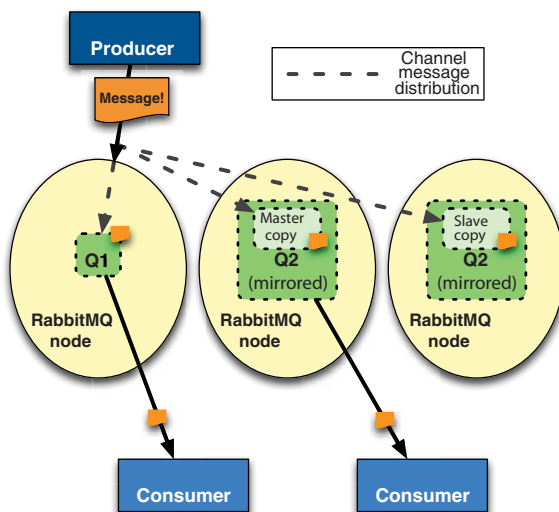 Producer
Message!
Channel
message
distribution
Q1
RabbitMQ
node
Master
copy
Q2
(mirrored)
RabbitMQ
node
Slave
copy
Q2
(mirrored)
RabbitMQ
node
Consumer
Consumer